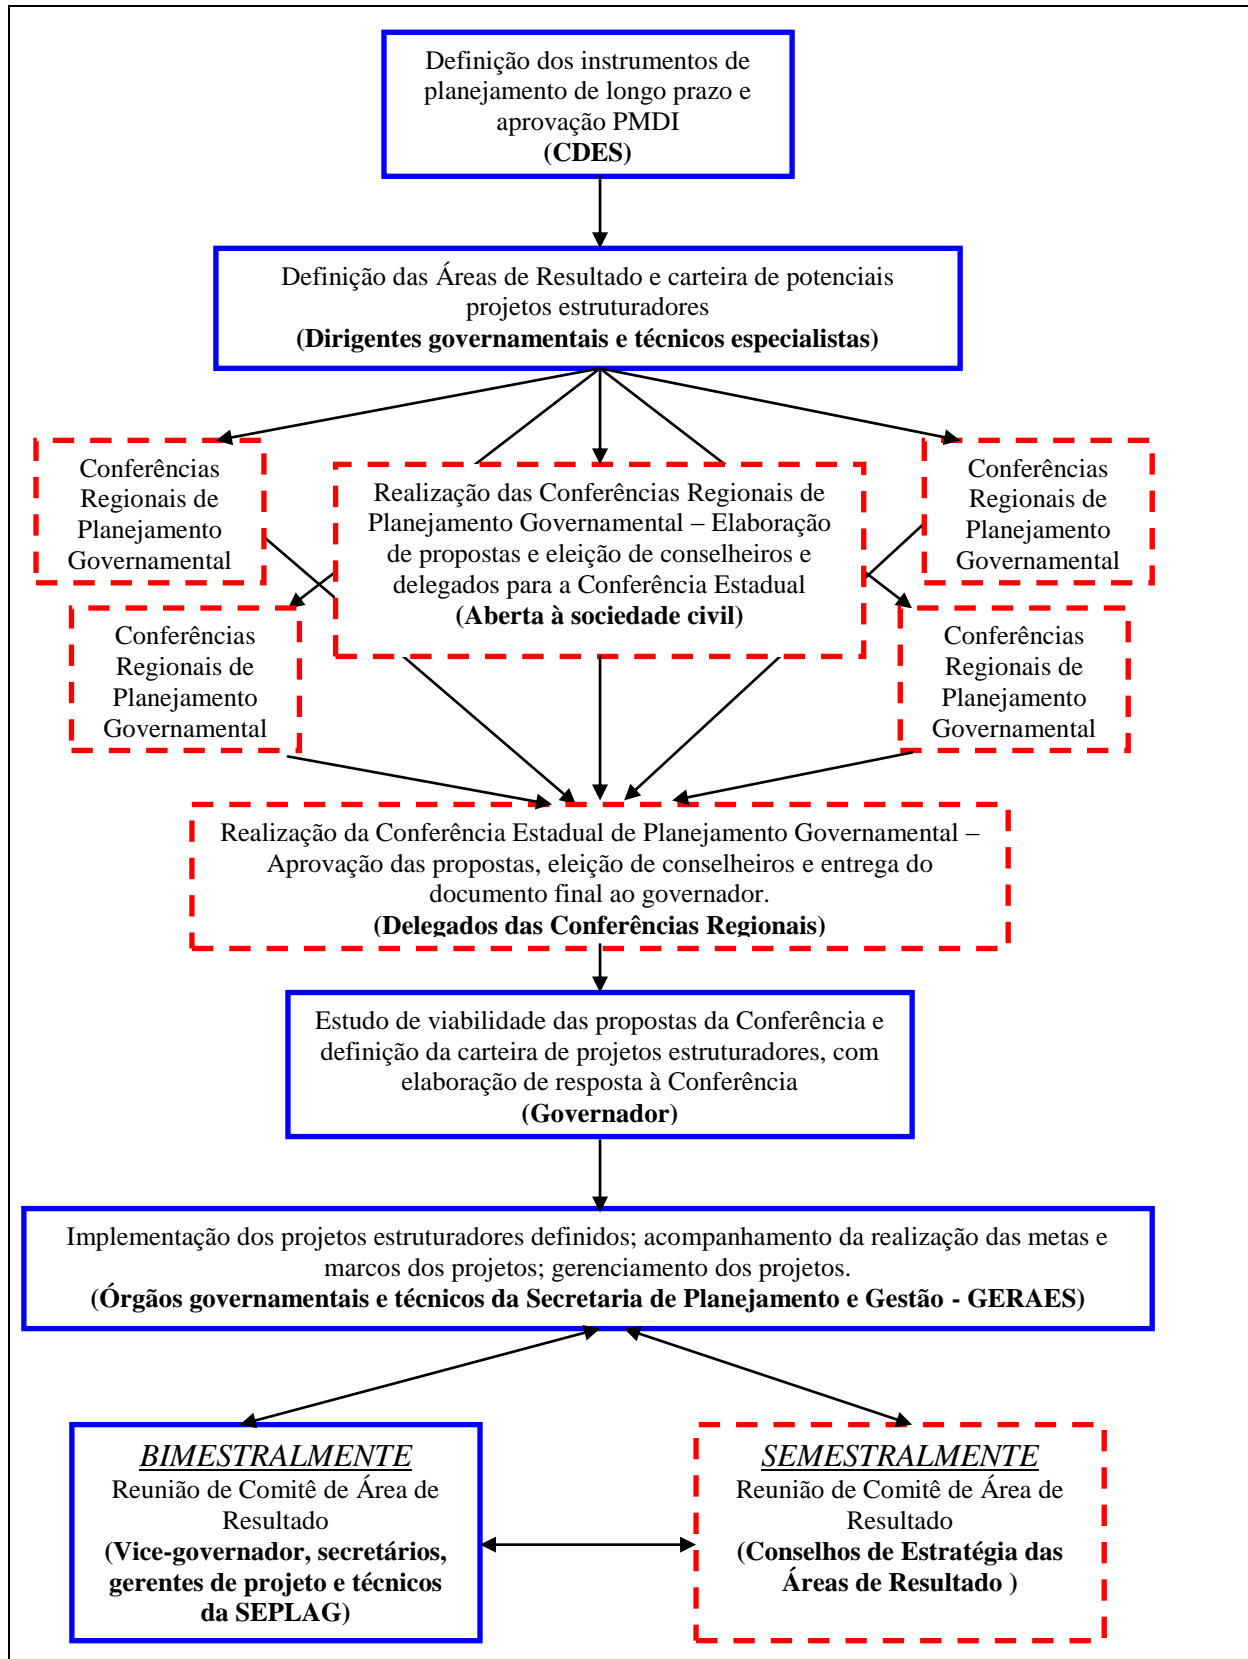 Definição dos instrumentos de
planejamento de longo prazo e
aprovação PMDI
(CDES)
Definição das Áreas de Resultado e carteira de potenciais
projetos estruturadores
(Dirigentes governamentais e técnicos especialistas)
Conferências
Regionais de
Planejamento
Governamental
Realização das Conferências Regionais de
Planejamento Governamental – Elaboração
de propostas e eleição de conselheiros e
delegados para a Conferência Estadual
(Aberta à sociedade civil)
Conferências
Regionais de
Planejamento
Governamental
Conferências
Regionais de
Planejamento
Governamental
Conferências
Regionais de
Planejamento
Governamental
Realização da Conferência Estadual de Planejamento Governamental –
Aprovação das propostas, eleição de conselheiros e entrega do
documento final ao governador.
(Delegados das Conferências Regionais)
Estudo de viabilidade das propostas da Conferência e
definição da carteira de projetos estruturadores, com
elaboração de resposta à Conferência
(Governador)
Implementação dos projetos estruturadores definidos; acompanhamento da realização das metas e
marcos dos projetos; gerenciamento dos projetos.
(Órgãos governamentais e técnicos da Secretaria de Planejamento e Gestão - GERAES)
BIMESTRALMENTE
Reunião de Comitê de Área de
Resultado
(Vice-governador, secretários,
gerentes de projeto e técnicos
da SEPLAG)
SEMESTRALMENTE
Reunião de Comitê de Área de
Resultado
(Conselhos de Estratégia das
Áreas de Resultado )